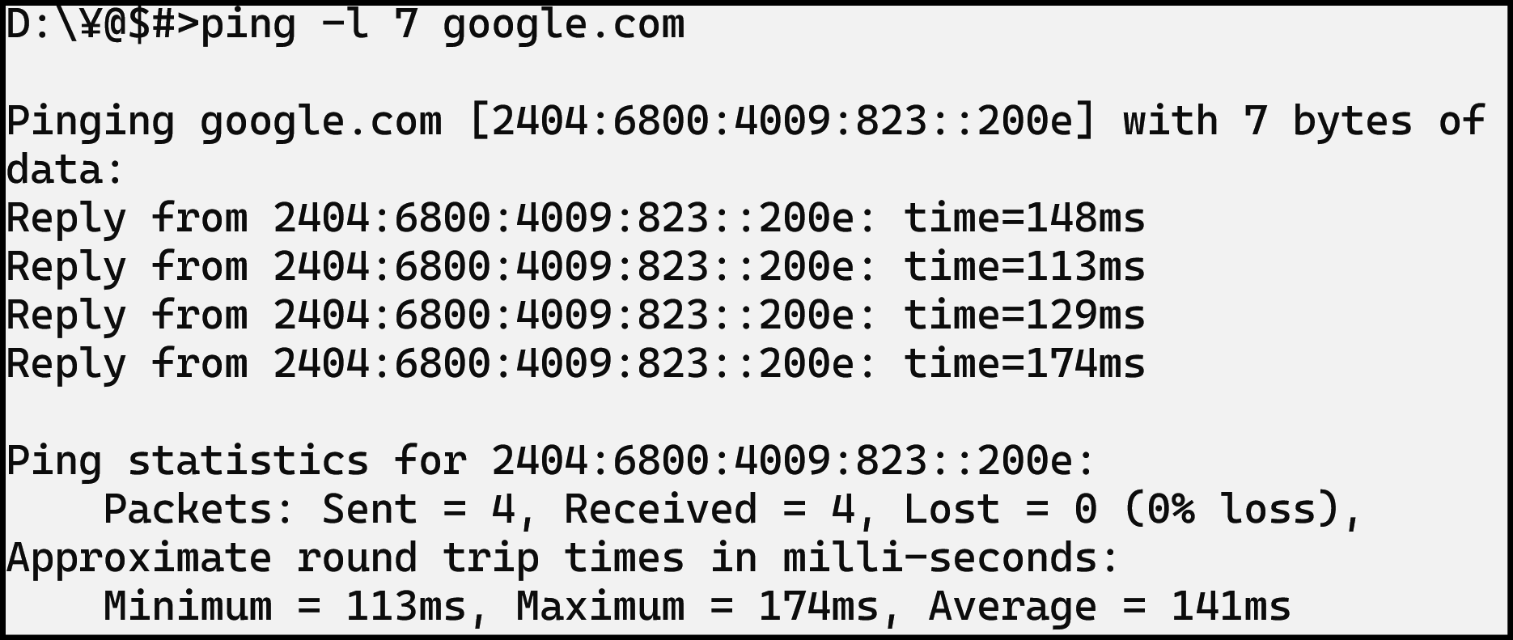 D:\¥@$#>ping -l 7 google.com
Pinging google.com [2404:6800:4009:823::200e] with 7 bytes of
data:
Reply from 2404:6800:4009:823::200e: time=148ms
Reply from 2404:6800:4009:823::200e: time=113ms
Reply from 2404:6800:4009:823::200e: time=129ms
Reply from 2404:6800:4009:823::200e: time=174ms
Ping statistics for 2404:6800:4009:823::200e:
Packets: Sent = 4, Received = 4, Lost = 0 (0% loss),
Approximate round trip times in milli-seconds:
Minimum = 113ms, Maximum = 174ms, Average = 141ms